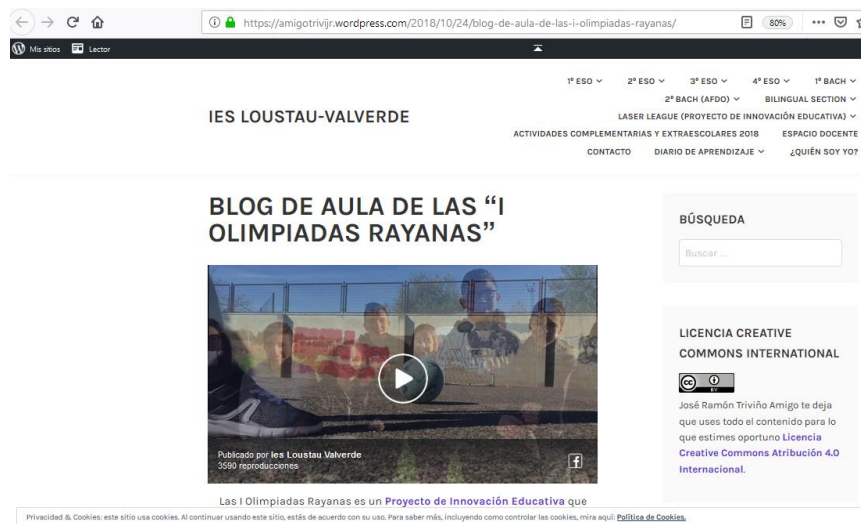 https://amigotrivijr.wordpress.com/2018/10/24/blog-de-aula-de-las-i-olimpiadas-rayanas/
80%
Mis sitios Lector
1º ESO 2º ESO 3º ESO 4º ESO 1º BACH
2º BACH (AFDO) BILINGUAL SECTION
IES LOUSTAU-VALVERDE
LASER LEAGUE (PROYECTO DE INNOVACIÓN EDUCATIVA)
ACTIVIDADES COMPLEMENTARIAS Y EXTRAESCOLARES 2018 ESPACIO DOCENTE
CONTACTO DIARIO DE APRENDIZAJE ¿QUIÉN SOY YO?
BLOG DE AULA DE LAS “I
OLIMPIADAS RAYANAS”
Publicado por Ies Loustau Valverde
3590 reproducciones
Las I Olimpiadas Rayanas es un Proyecto de Innovación Educativa que
BÚSQUEDA
Buscar ...
LICENCIA CREATIVE
COMMONS INTERNATIONAL
cc BY
José Ramón Triviño Amigo te deja
que uses todo el contenido para lo
que estimes oportuno Licencia
Creative Commons Atribución 4.0
Internacional.
Privacidad & Cookies: este sitio usa cookies. Al continuar usando este sitio, estás de acuerdo con su uso. Para saber más, incluyendo como controlar las cookies, mira aquí: Política de Cookies.